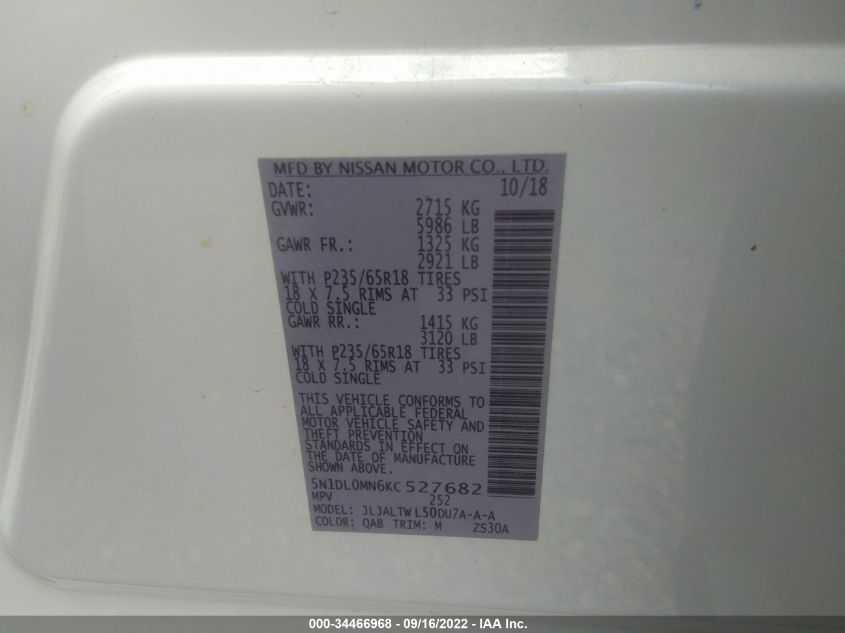 MFD BY NISSAN MOTOR CO., LTD.
DATE: 10/18
GVWR: 2715 KG
5986 LB
GAWR FR.: 1325 KG
2921 LB
WITH P235/65R18 TIRES
18 X 7.5 RIMS AT 33 PSI
COLD SINGLE
GAWR RR.: 1415 KG
3120 LB
WITH P235/65R18 TIRES
18 X 7.5 RIMS AT 33 PSI
COLD SINGLE
THIS VEHICLE CONFORMS TO
ALL APPLICABLE FEDERAL
MOTOR VEHICLE SAFETY AND
THEFT PREVENTION
STANDARDS IN EFFECT ON
THE DATE OF MANUFACTURE
SHOWN ABOVE.
5N1DL0MN6KC527682
MPV 252
MODEL: JLJALTWL50DU7A-A-A
COLOR: QAB TRIM: M ZS30A
000-34466968 - 09/16/2022 - IAA Inc.